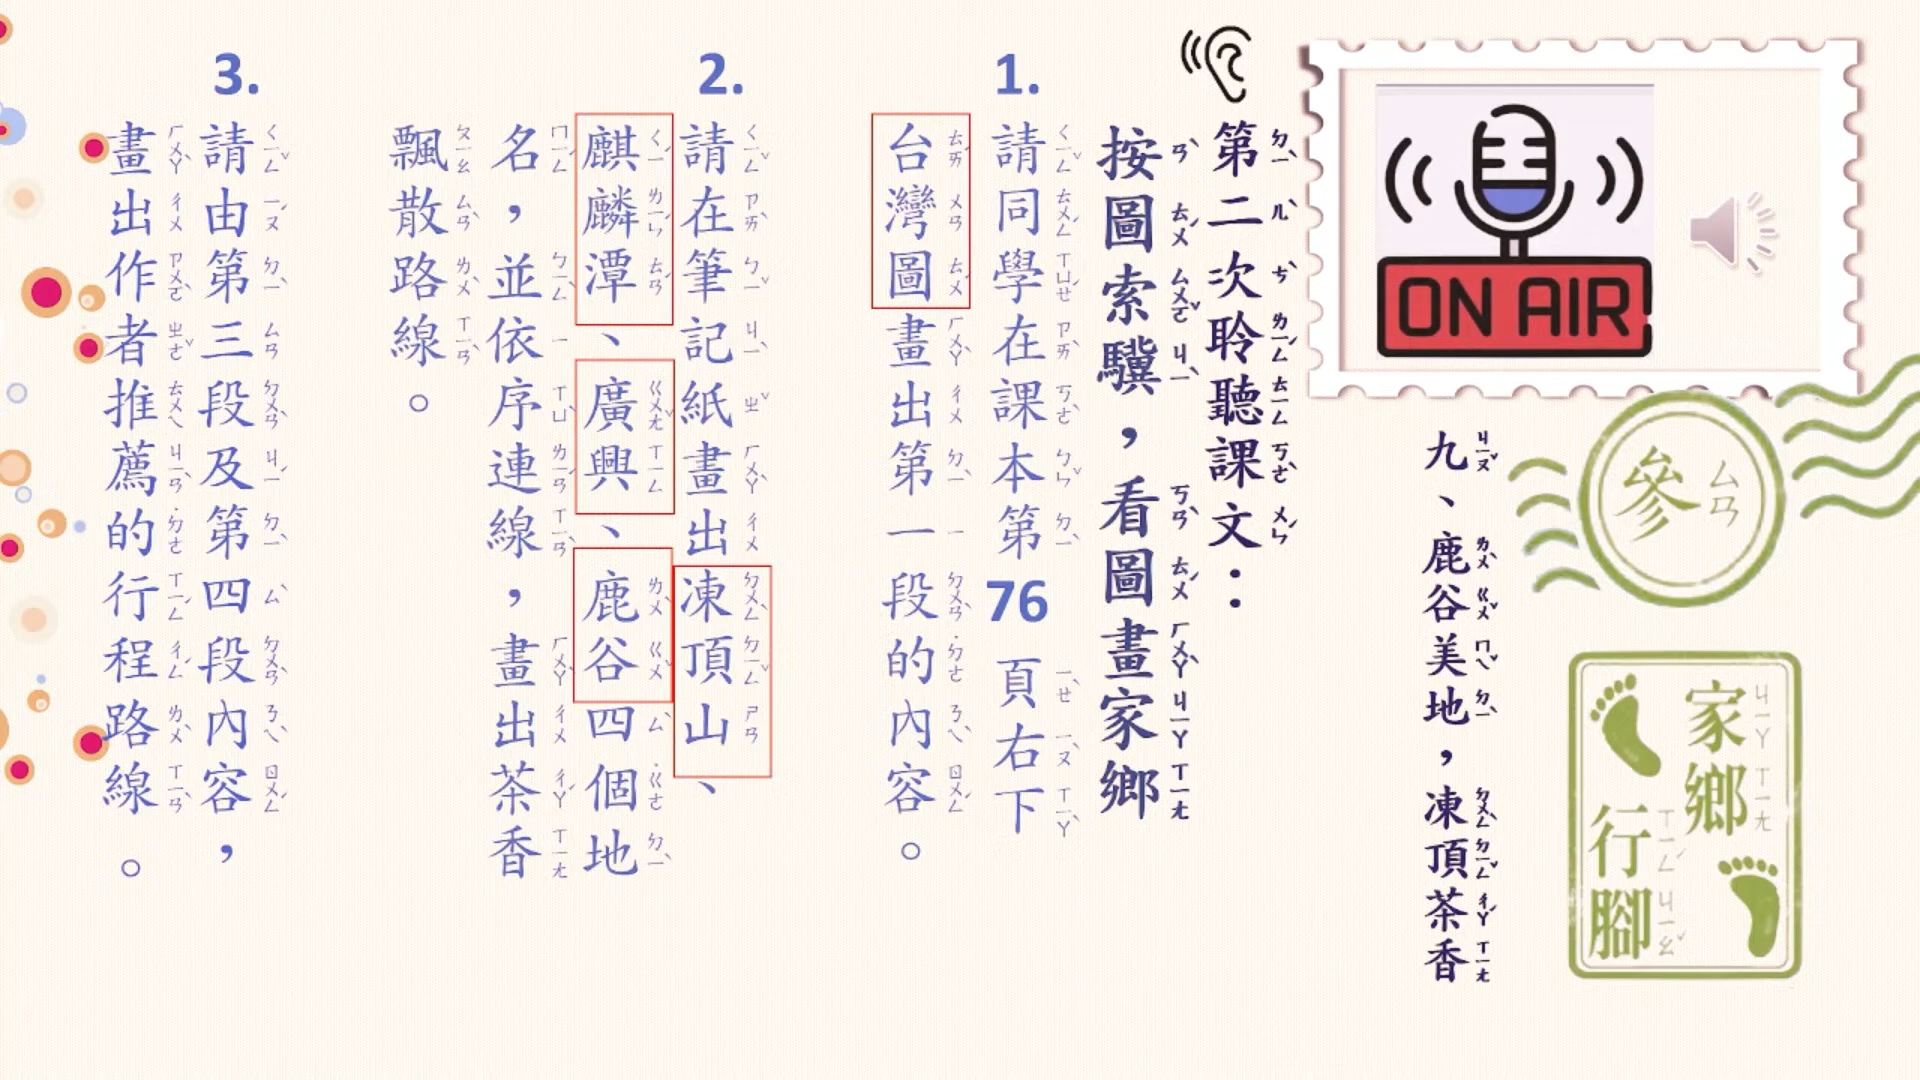 ON AIR
參ㄙㄢ
家鄉
行腳
九、鹿谷美地，凍頂茶香
第二次聆聽課文：
按圖索驥，看圖畫家鄉
1.
請同學在課本第76頁右下
台灣圖畫出第一段的內容。
2.
請在筆記紙畫出凍頂山、
麒麟潭、廣興、鹿谷四個地
名，並依序連線，畫出茶香
飄散路線。
3.
請由第三段及第四段內容，
畫出作者推薦的行程路線。